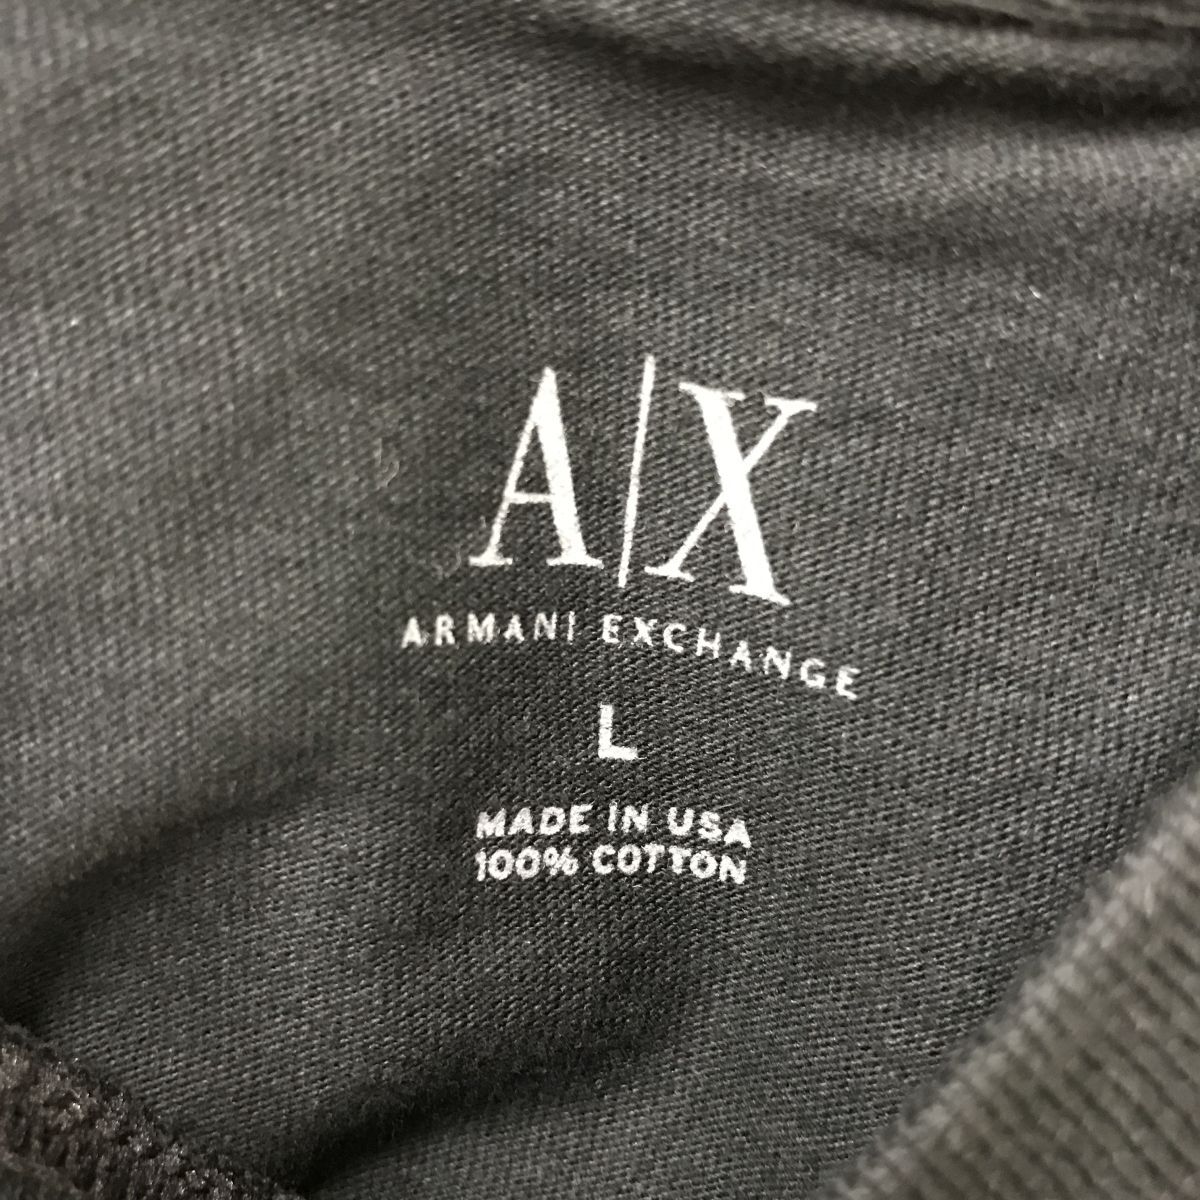 A|X
ARMANI EXCHANGE
L
MADE IN USA
100% COTTON